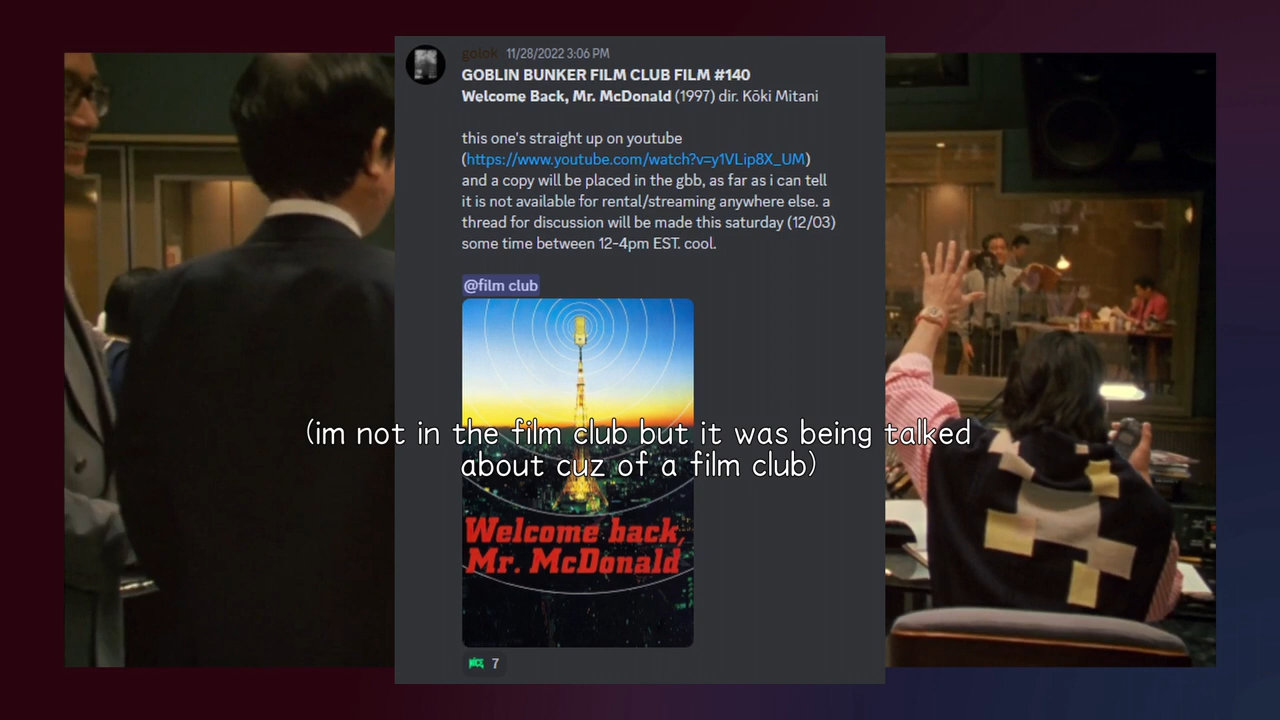 golok 11/28/2022 3:06 PM
GOBLIN BUNKER FILM CLUB FILM #140
Welcome Back, Mr. McDonald (1997) dir. Kōki Mitani
this one's straight up on youtube
(https://www.youtube.com/watch?v=y1VLip8X_UM)
and a copy will be placed in the gbb, as far as i can tell
it is not available for rental/streaming anywhere else. a
thread for discussion will be made this saturday (12/03)
some time between 12-4pm EST. cool.
@film club
(im not in the film club but it was being talked
about cuz of a film club)
Welcome back,
Mr. McDonald
7